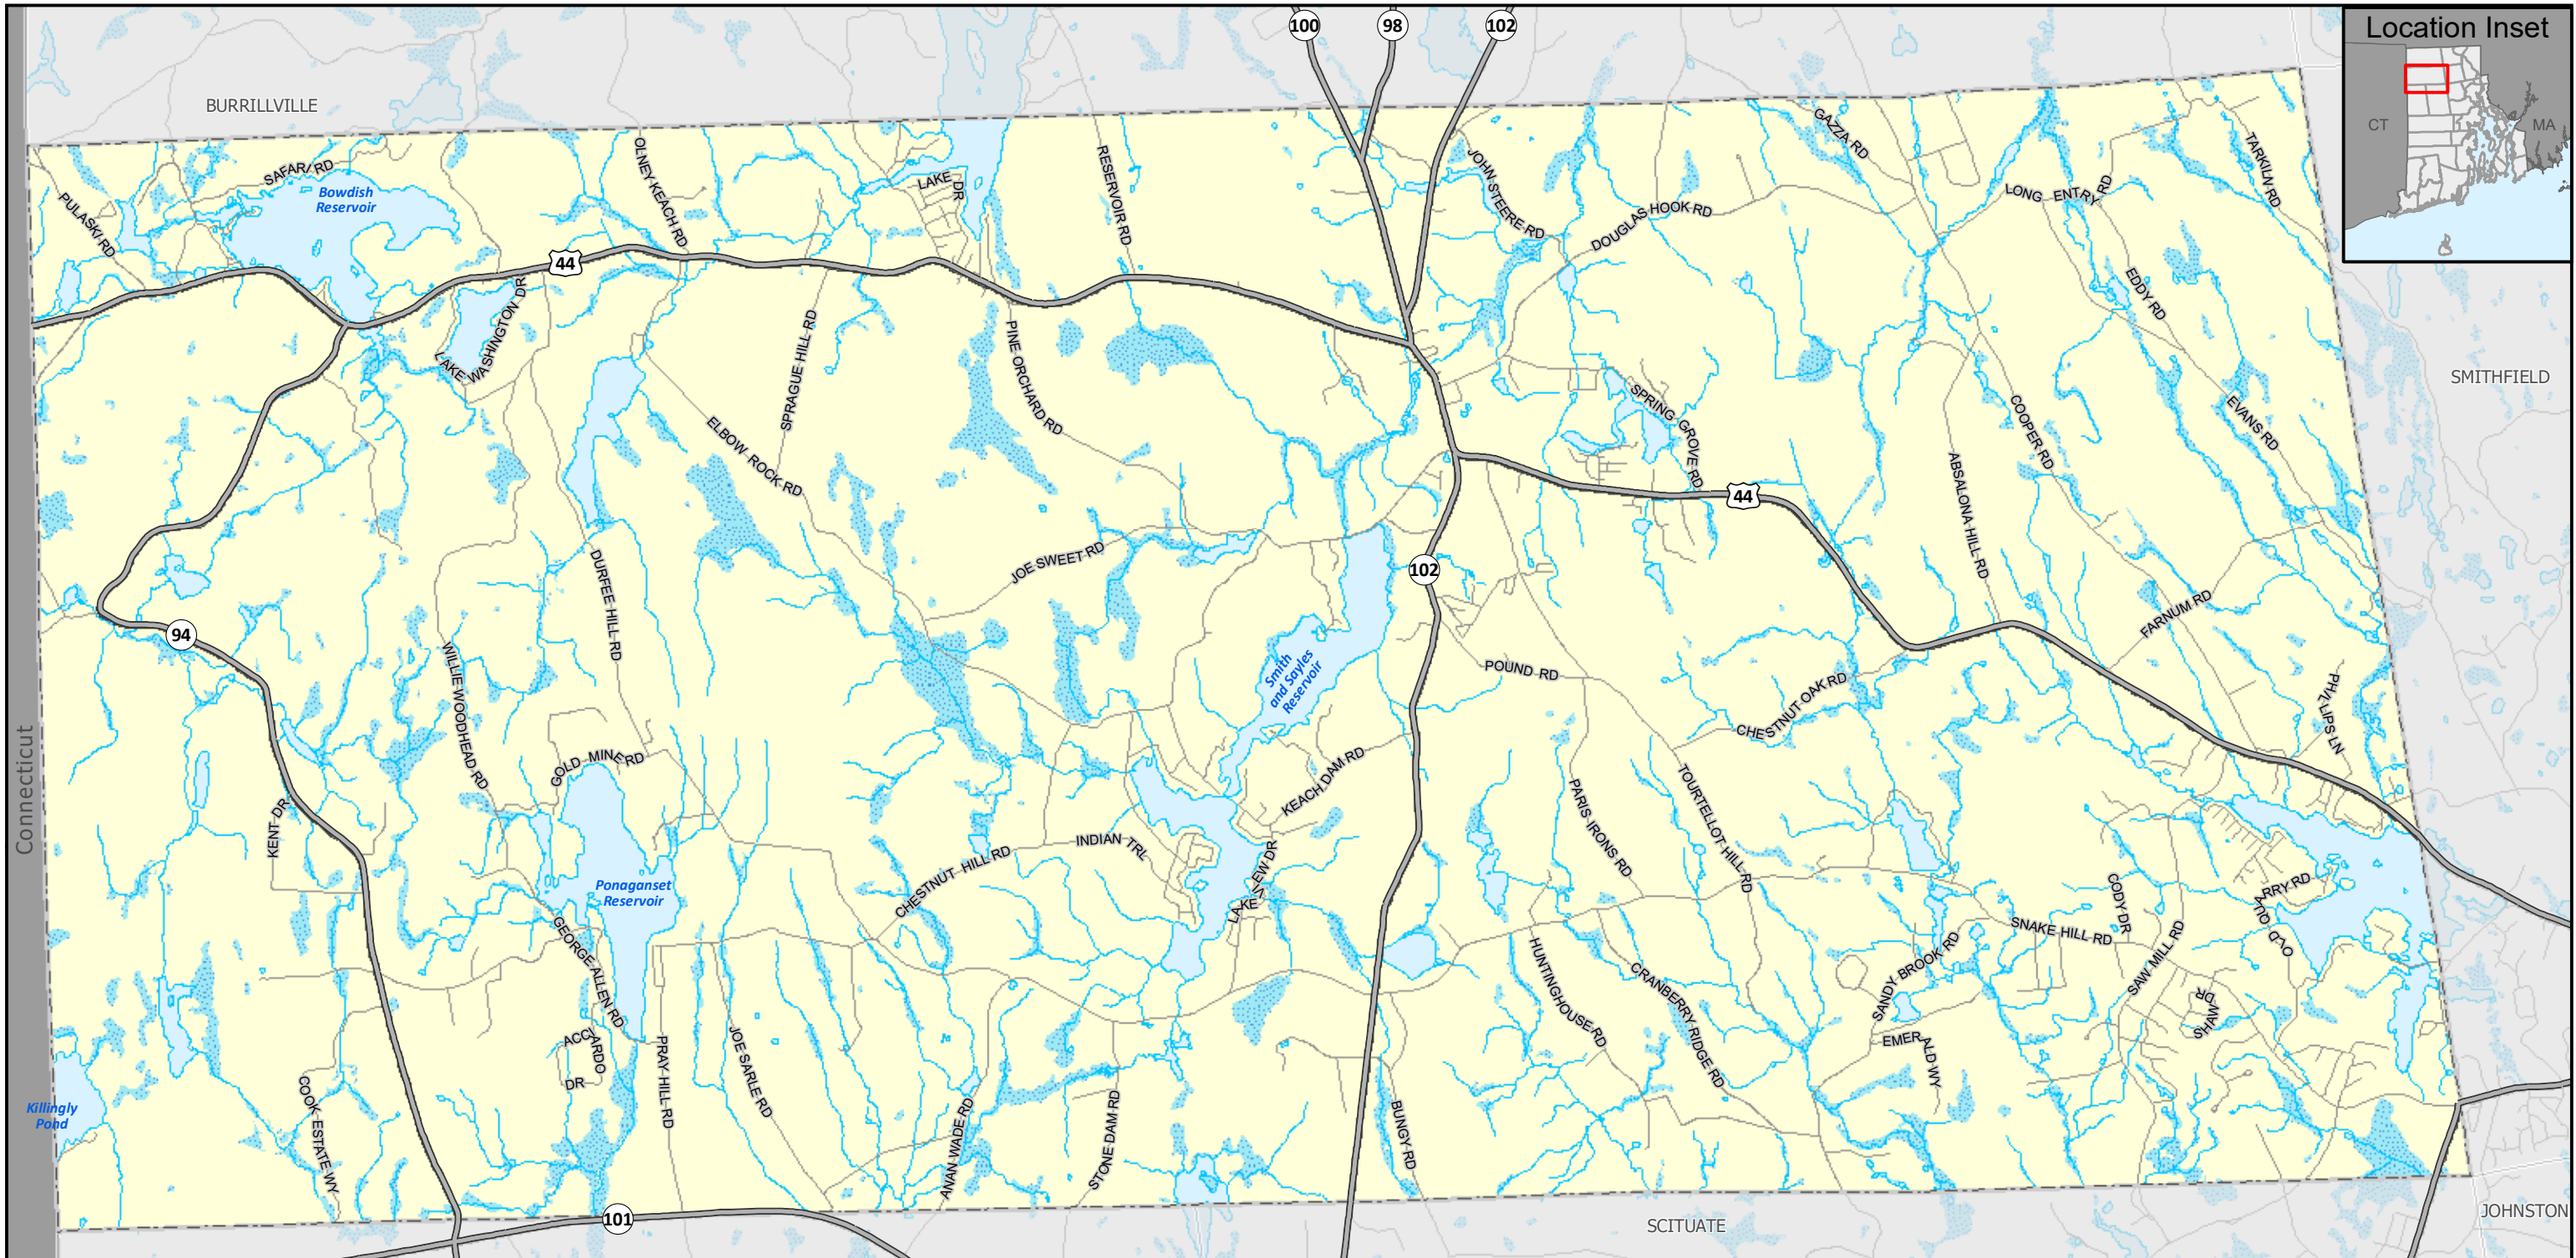 100
98
102
Location Inset
CT
MA
BURRILLVILLE
SAFARI RD
Bowdish
Reservoir
PULASKI RD
OLNEY KEACH RD
LAKE DR
RESERVOIR RD
JOHN STEERE RD
DOUGLAS HOOK RD
GAZZA RD
LONG ENTRY RD
TARKILN RD
44
LAKE WASHINGTON DR
SPRAGUE HILL RD
PINE ORCHARD RD
EDDY RD
SMITHFIELD
ELBOW ROCK RD
SPRING GROVE RD
COOPER RD
EVANS RD
ABSALONA HILL RD
44
JOE SWEET RD
102
DURFEE HILL RD
FARNUM RD
94
WILLIE WOODHEAD RD
Smith
and Sayles
Reservoir
POUND RD
CHESTNUT OAK RD
PHILLIPS LN
Connecticut
GOLD MINE RD
KEACH DAM RD
KENT DR
PARIS IRONS RD
TOURTELLOT HILL RD
INDIAN TRL
CHESTNUT HILL RD
Ponaganset
Reservoir
LAKEVIEW DR
CODY DR
OLD QUARRY RD
GEORGE ALLEN RD
SNAKE HILL RD
SAW MILL RD
SANDY BROOK RD
HUNTINGHOUSE RD
CRANBERRY RIDGE RD
SHAW DR
ACCIARDO
DR
EMERALD WY
PRAY HILL RD
JOE SARLE RD
COOK ESTATE WY
Killingly
Pond
ANAN WADE RD
STONE DAM RD
BUNGY RD
101
SCITUATE
JOHNSTON